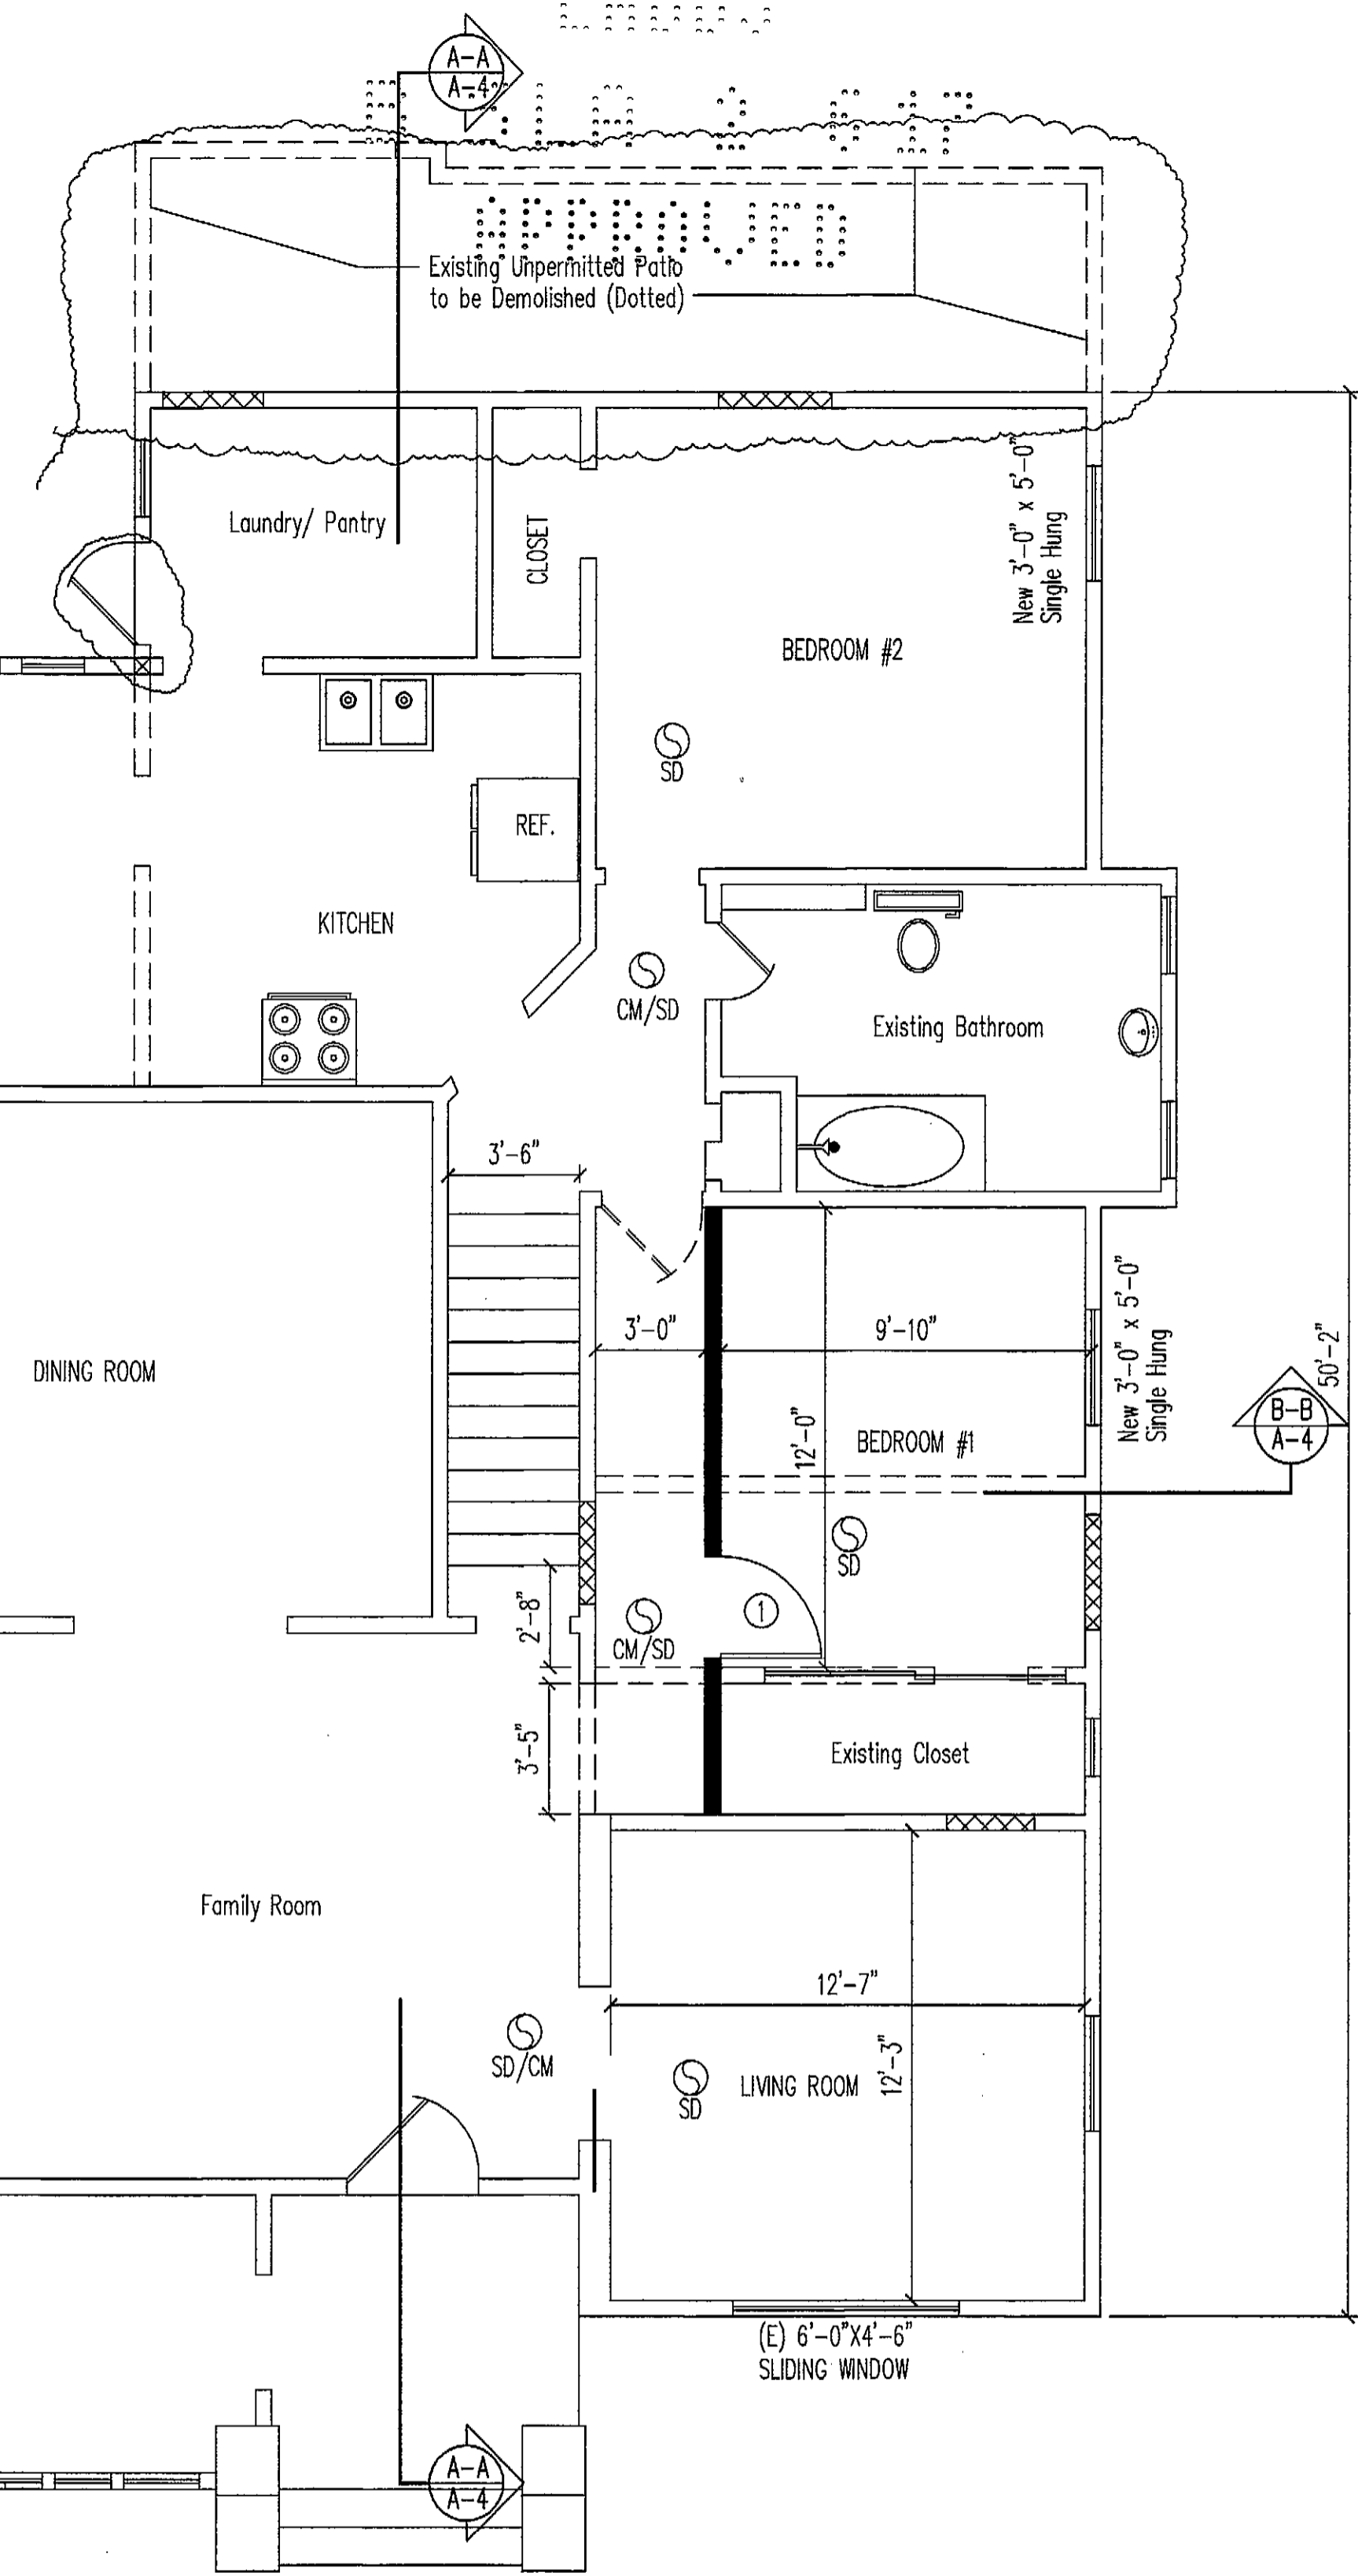 A-A
A-4
APPROVED
Existing Unpermitted Patio
to be Demolished (Dotted)
Laundry/ Pantry
CLOSET
New 3'-0" x 5'-0"
Single Hung
BEDROOM #2
SD
REF.
KITCHEN
CM/SD
Existing Bathroom
3'-6"
3'-0"
9'-10"
New 3'-0" x 5'-0"
Single Hung
50'-2"
DINING ROOM
12'-0"
BEDROOM #1
B-B
A-4
SD
1
2'-8"
CM/SD
3'-5"
Existing Closet
Family Room
12'-7"
SD/CM
SD
LIVING ROOM
12'-3"
(E) 6'-0"X4'-6"
SLIDING WINDOW
A-A
A-4